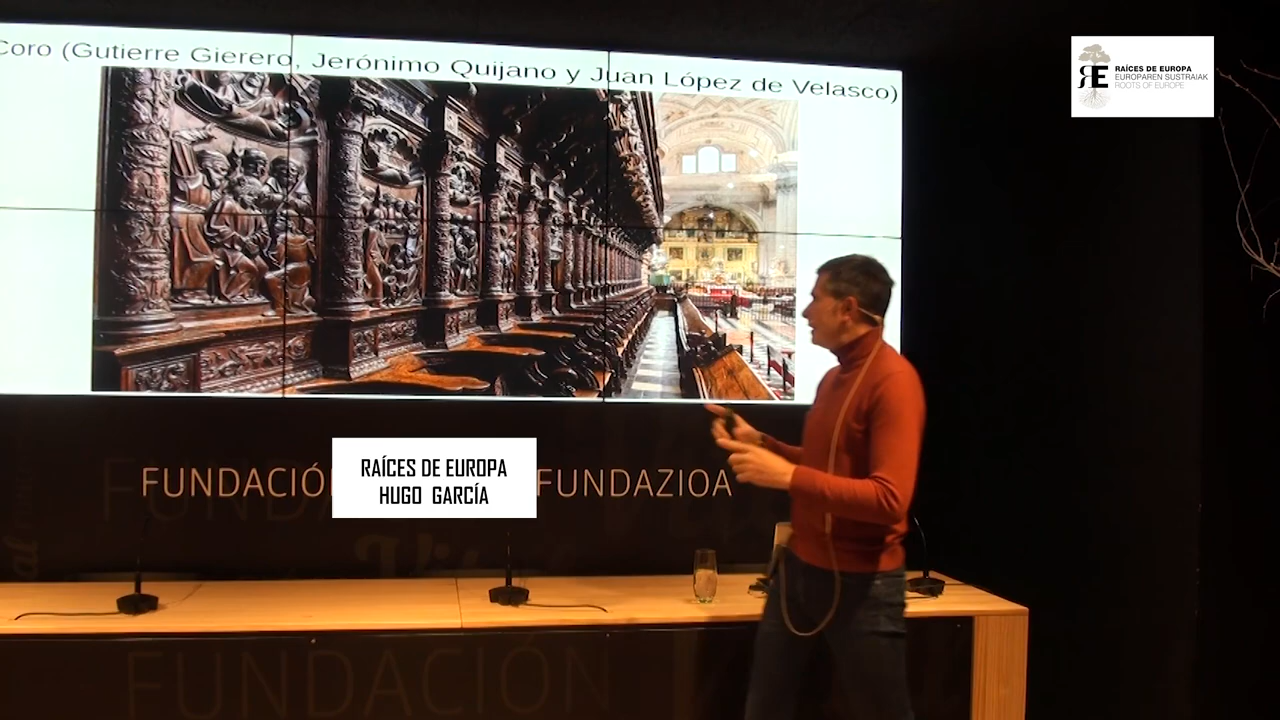 Coro (Gutierre Gierero, Jerónimo Quijano y Juan López de Velasco)
RAÍCES DE EUROPA
EUROPAREN SUSTRAIAK
ROOTS OF EUROPE
FUNDACIÓN
FUNDAZIOA
RAÍCES DE EUROPA
HUGO GARCÍA
FUNDACIÓN